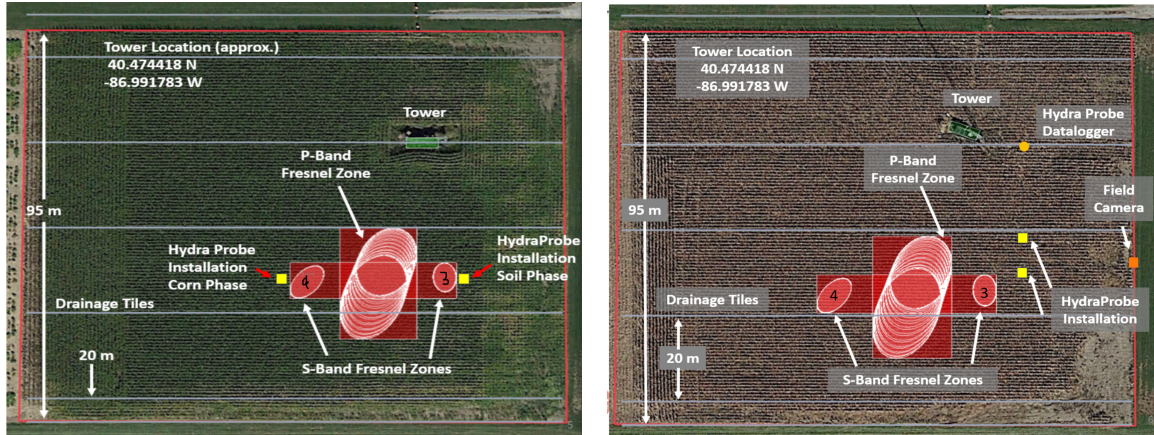 Tower Location (approx.)
40.474418 N
-86.991783 W
Tower
P-Band
Fresnel Zone
95 m
Hydra Probe
Installation
Corn Phase
HydraProbe
Installation
Soil Phase
4
3
Drainage Tiles
20 m
S-Band Fresnel Zones
5
Tower Location
40.474418 N
-86.991783 W
Tower
Hydra Probe
Datalogger
P-Band
Fresnel Zone
Field
Camera
95 m
4
3
Drainage Tiles
HydraProbe
Installation
20 m
S-Band Fresnel Zones